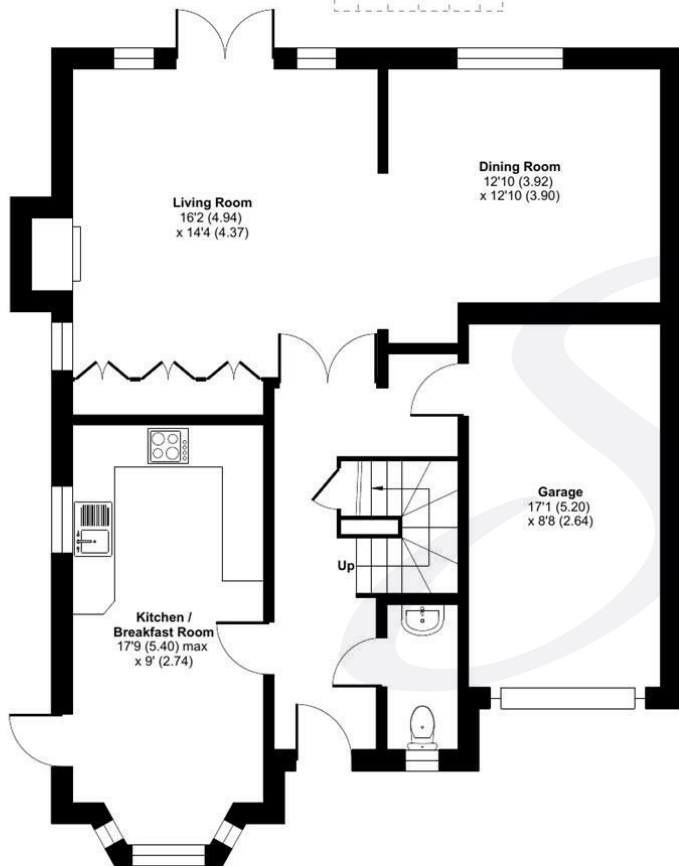 Living Room
16'2 (4.94)
x 14'4 (4.37)
Dining Room
12'10 (3.92)
x 12'10 (3.90)
Garage
17'1 (5.20)
x 8'8 (2.64)
Up
Kitchen /
Breakfast Room
17'9 (5.40) max
x 9' (2.74)